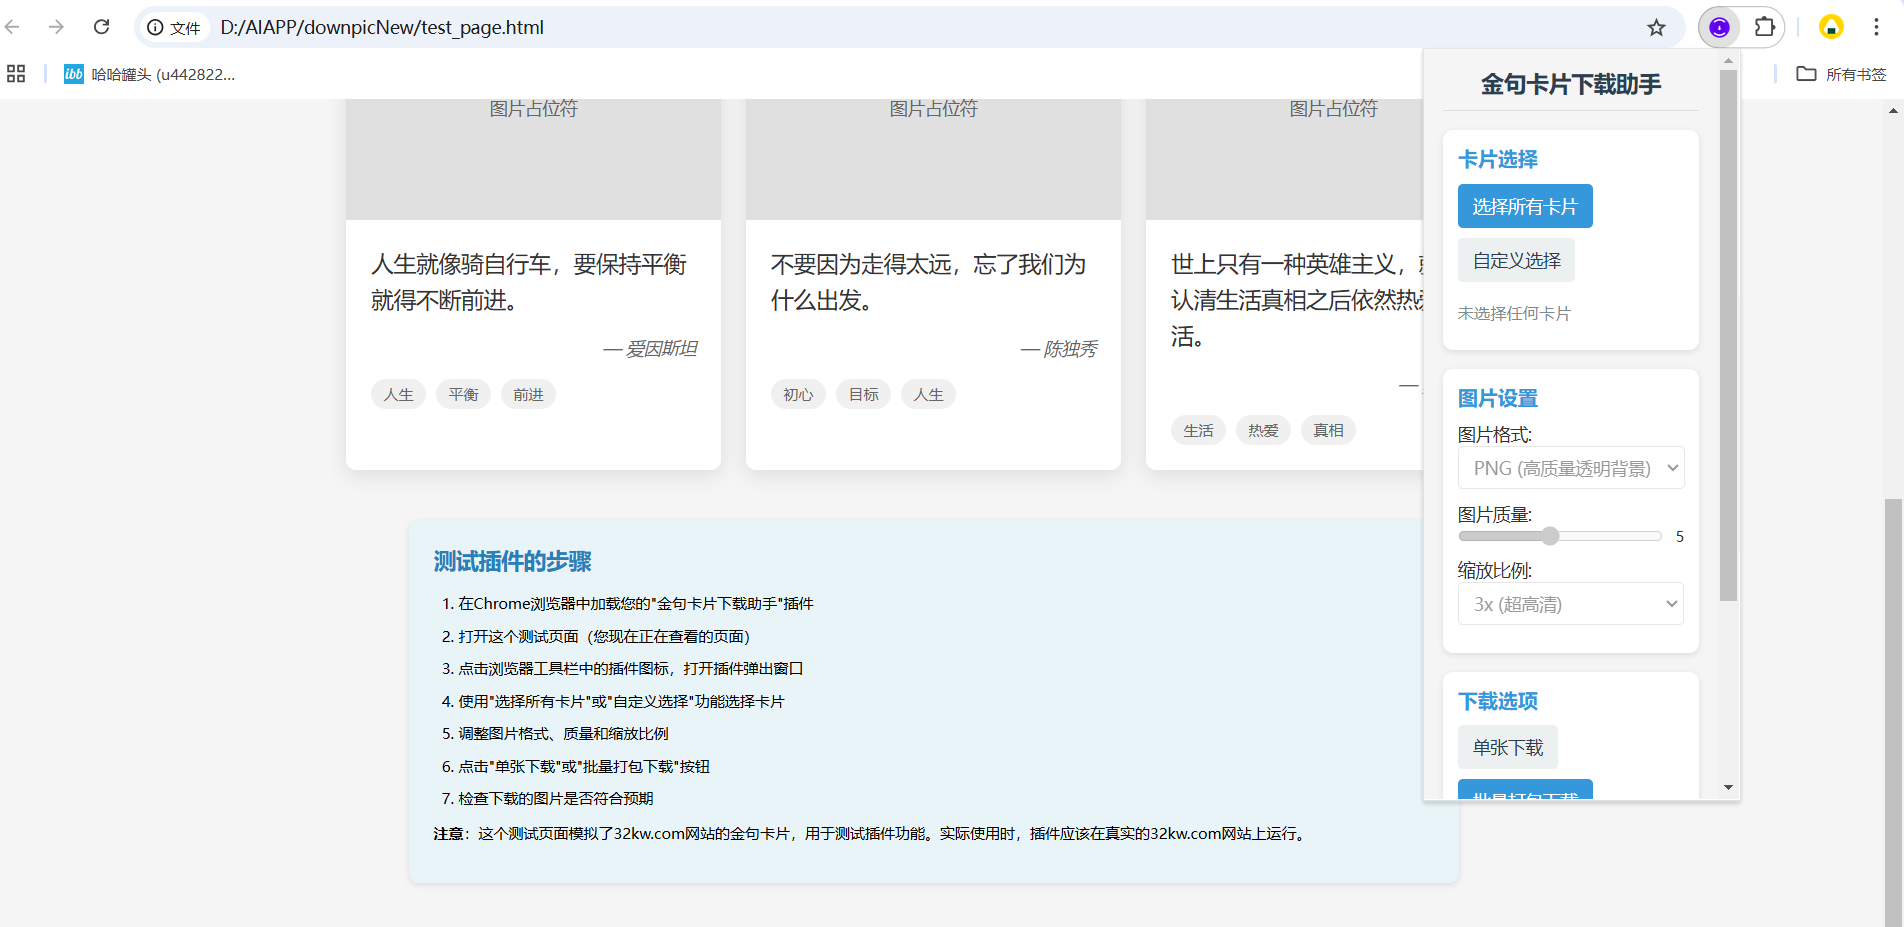 文件
D:/AIAPP/downpicNew/test_page.html
ibb
哈哈罐头 (u442822...
所有书签
图片占位符
人生就像骑自行车，要保持平衡
就得不断前进。
— 爱因斯坦
人生
平衡
前进
图片占位符
不要因为走得太远，忘了我们为
什么出发。
— 陈独秀
初心
目标
人生
图片占位符
世上只有一种英雄主义，
认清生活真相之后依然热
活。
—
生活
热爱
真相
测试插件的步骤
1. 在Chrome浏览器中加载您的"金句卡片下载助手"插件
2. 打开这个测试页面（您现在正在查看的页面）
3. 点击浏览器工具栏中的插件图标，打开插件弹出窗口
4. 使用"选择所有卡片"或"自定义选择"功能选择卡片
5. 调整图片格式、质量和缩放比例
6. 点击"单张下载"或"批量打包下载"按钮
7. 检查下载的图片是否符合预期
注意：这个测试页面模拟了32kw.com网站的金句卡片，用于测试插件功能。实际使用时，插件应该在真实的32kw.com网站上运行。
金句卡片下载助手
卡片选择
选择所有卡片
自定义选择
未选择任何卡片
图片设置
图片格式:
PNG (高质量透明背景)
图片质量:
5
缩放比例:
3x (超高清)
下载选项
单张下载
批量打包下载